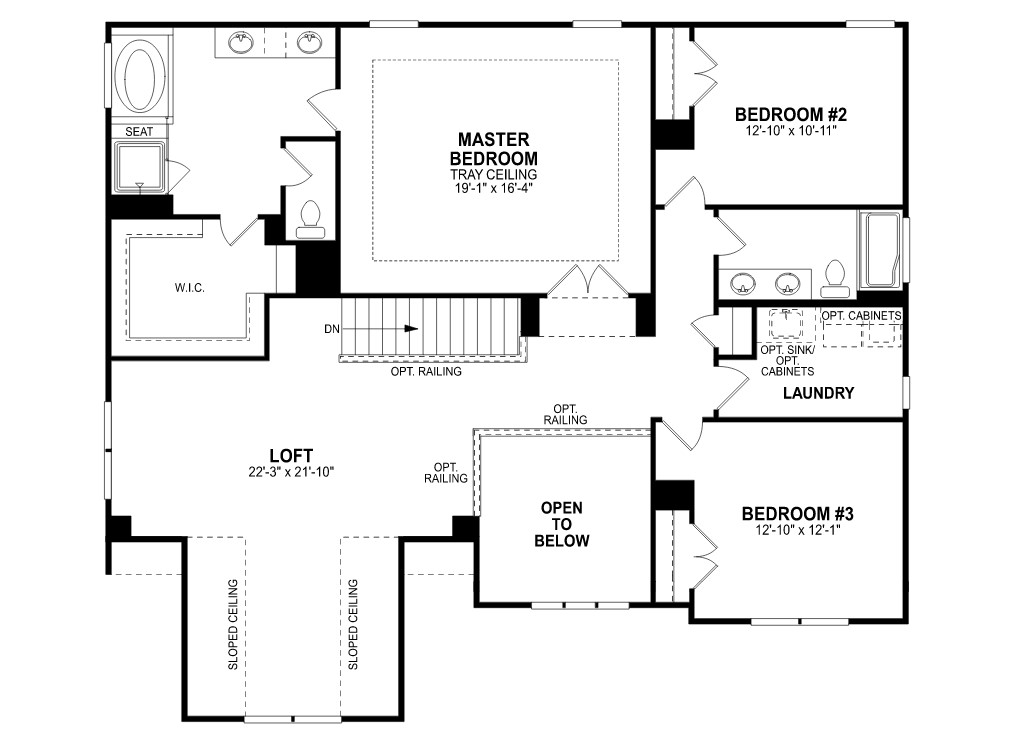 SEAT
MASTER
BEDROOM
TRAY CEILING
19'-1" x 16'-4"
BEDROOM #2
12'-10" x 10'-11"
W.I.C.
DN
OPT. RAILING
OPT. CABINETS
OPT. SINK/
OPT.
CABINETS
LAUNDRY
OPT.
RAILING
LOFT
22'-3" x 21'-10"
OPT.
RAILING
OPEN
TO
BELOW
BEDROOM #3
12'-10" x 12'-1"
SLOPED CEILING
SLOPED CEILING